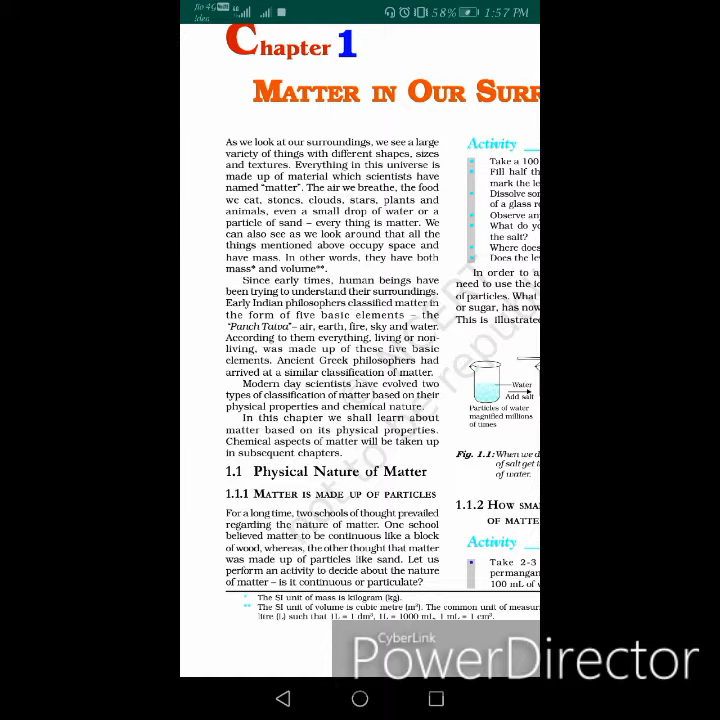 Jio 4G
Idea
58%
1:57 PM
Chapter 1
MATTER IN OUR SURR
As we look at our surroundings, we see a large
variety of things with different shapes, sizes
and textures. Everything in this universe is
made up of material which scientists have
named “matter”. The air we breathe, the food
we eat, stones, clouds, stars, plants and
animals, even a small drop of water or a
particle of sand – every thing is matter. We
can also see as we look around that all the
things mentioned above occupy space and
have mass. In other words, they have both
mass* and volume**.
Since early times, human beings have
been trying to understand their surroundings.
Early Indian philosophers classified matter in
the form of five basic elements – the
“Panch Tatva”– air, earth, fire, sky and water.
According to them everything, living or non-
living, was made up of these five basic
elements. Ancient Greek philosophers had
arrived at a similar classification of matter.
Modern day scientists have evolved two
types of classification of matter based on their
physical properties and chemical nature.
In this chapter we shall learn about
matter based on its physical properties.
Chemical aspects of matter will be taken up
in subsequent chapters.
1.1 Physical Nature of Matter
1.1.1 MATTER IS MADE UP OF PARTICLES
For a long time, two schools of thought prevailed
regarding the nature of matter. One school
believed matter to be continuous like a block
of wood, whereas, the other thought that matter
was made up of particles like sand. Let us
perform an activity to decide about the nature
of matter – is it continuous or particulate?
Activity
• Take a 100
• Fill half th
mark the le
• Dissolve so
of a glass r
• Observe an
• What do y
the salt?
• Where does
• Does the le
In order to a
need to use the id
of particles. What
or sugar, has now
This is illustrat
Water
Add salt
Particles of water
magnified millions
of times
Fig. 1.1: When we d
of salt get i
of water.
1.1.2 HOW SMA
OF MATTE
Activity
• Take 2-3
permangan
100 mL of w
* The SI unit of mass is kilogram (kg).
** The SI unit of volume is cubic metre (m³). The common unit of measur
litre (L) such that 1L = 1 dm³, 1L = 1000 mL, 1 mL = 1 cm³.
not to be repu
CyberLink
PowerDirector